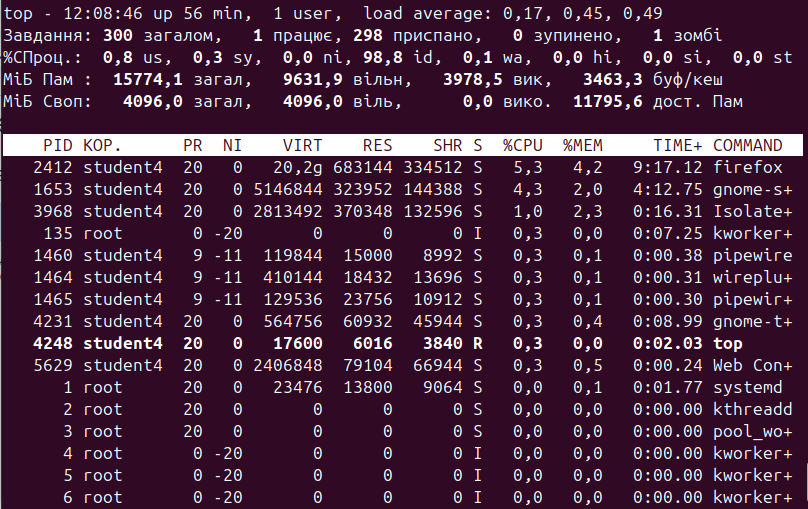 top - 12:08:46 up 56 min,  1 user,  load average: 0,17, 0,45, 0,49
Завдання: 300 загалом,   1 працює, 298 приспано,   0 зупинено,   1 зомбі
%CПроц.:  0,8 us,  0,3 sy,  0,0 ni, 98,8 id,  0,1 wa,  0,0 hi,  0,0 si,  0,0 st
МіБ Пам :  15774,1 загал,   9631,9 вільн,   3978,5 вик,   3463,3 буф/кеш
МіБ Своп:   4096,0 загал,   4096,0 віль,      0,0 вико.  11795,6 дост. Пам
PID КОР.      PR  NI    VIRT    RES    SHR S  %CPU  %MEM     TIME+ COMMAND
2412 student4  20   0   20,2g 683144 334512 S   5,3   4,2   9:17.12 firefox
1653 student4  20   0 5146844 323952 144388 S   4,3   2,0   4:12.75 gnome-s+
3968 student4  20   0 2813492 370348 132596 S   1,0   2,3   0:16.31 Isolate+
135 root       0 -20       0      0      0 I   0,3   0,0   0:07.25 kworker+
1460 student4   9 -11  119844  15000   8992 S   0,3   0,1   0:00.38 pipewire
1464 student4   9 -11  410144  18432  13696 S   0,3   0,1   0:00.31 wireplu+
1465 student4   9 -11  129536  23756  10912 S   0,3   0,1   0:00.30 pipewir+
4231 student4  20   0  564756  60932  45944 S   0,3   0,4   0:08.99 gnome-t+
4248 student4  20   0   17600   6016   3840 R   0,3   0,0   0:02.03 top
5629 student4  20   0 2406848  79104  66944 S   0,3   0,5   0:00.24 Web Con+
1 root      20   0   23476  13800   9064 S   0,0   0,1   0:01.77 systemd
2 root      20   0       0      0      0 S   0,0   0,0   0:00.00 kthreadd
3 root      20   0       0      0      0 S   0,0   0,0   0:00.00 pool_wo+
4 root       0 -20       0      0      0 I   0,0   0,0   0:00.00 kworker+
5 root       0 -20       0      0      0 I   0,0   0,0   0:00.00 kworker+
6 root       0 -20       0      0      0 I   0,0   0,0   0:00.00 kworker+